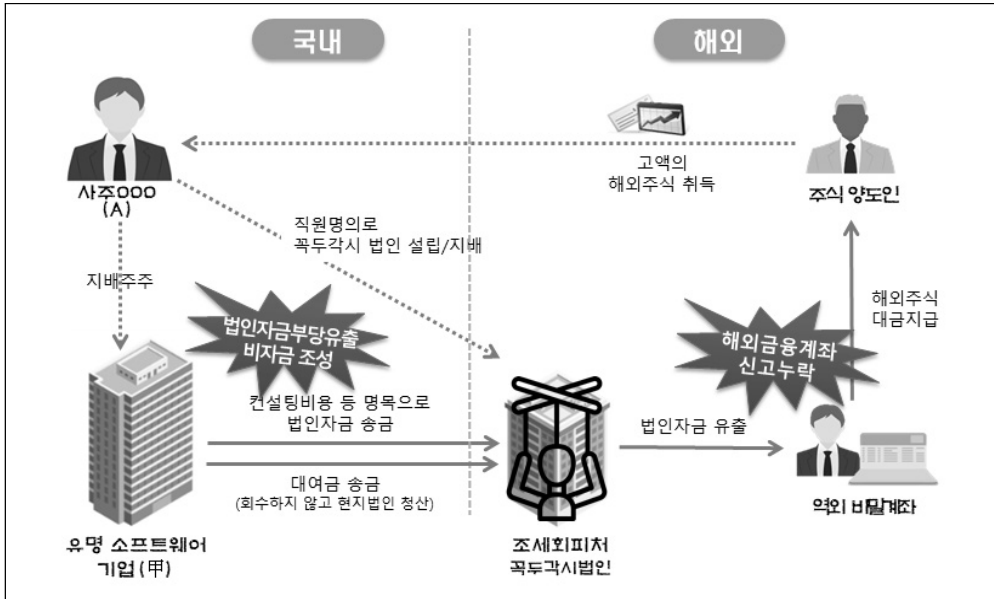 국내
해외
사주OOO
(A)
고액의
해외주식 취득
주식 양도인
직원명의로
꼭두각시 법인 설립/지배
지배주주
법인자금부당유출
비자금 조성
해외금융계좌
신고누락
해외주식
대금지급
컨설팅비용 등 명목으로
법인자금 송금
법인자금 유출
대여금 송금
(회수하지 않고 현지법인 청산)
역외 비밀계좌
유명 소프트웨어
기업(甲)
조세회피처
꼭두각시법인